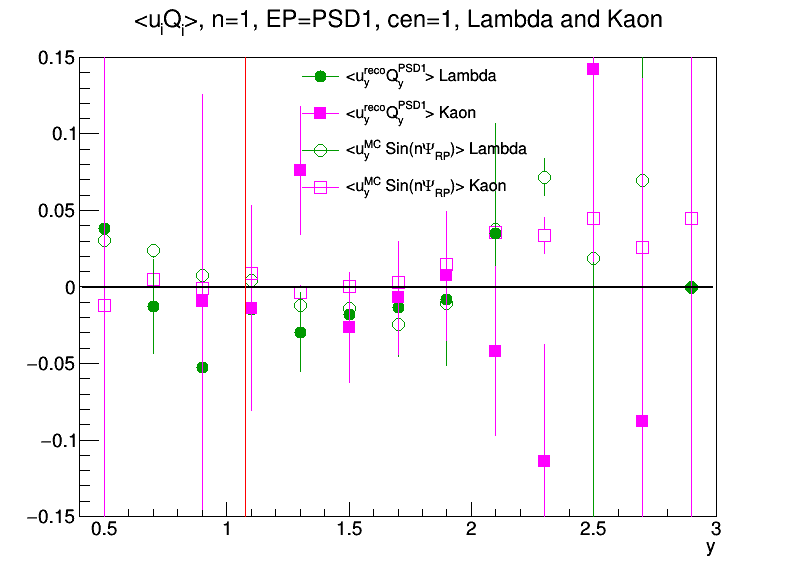 <u_iQ_i>, n=1, EP=PSD1, cen=1, Lambda and Kaon
<u_y^reco Q_y^PSD1> Lambda
<u_y^reco Q_y^PSD1> Kaon
<u_y^MC Sin(nΨ_RP)> Lambda
<u_y^MC Sin(nΨ_RP)> Kaon
0.15
0.1
0.05
0
−0.05
−0.1
−0.15
0.5 1 1.5 2 2.5 3
y